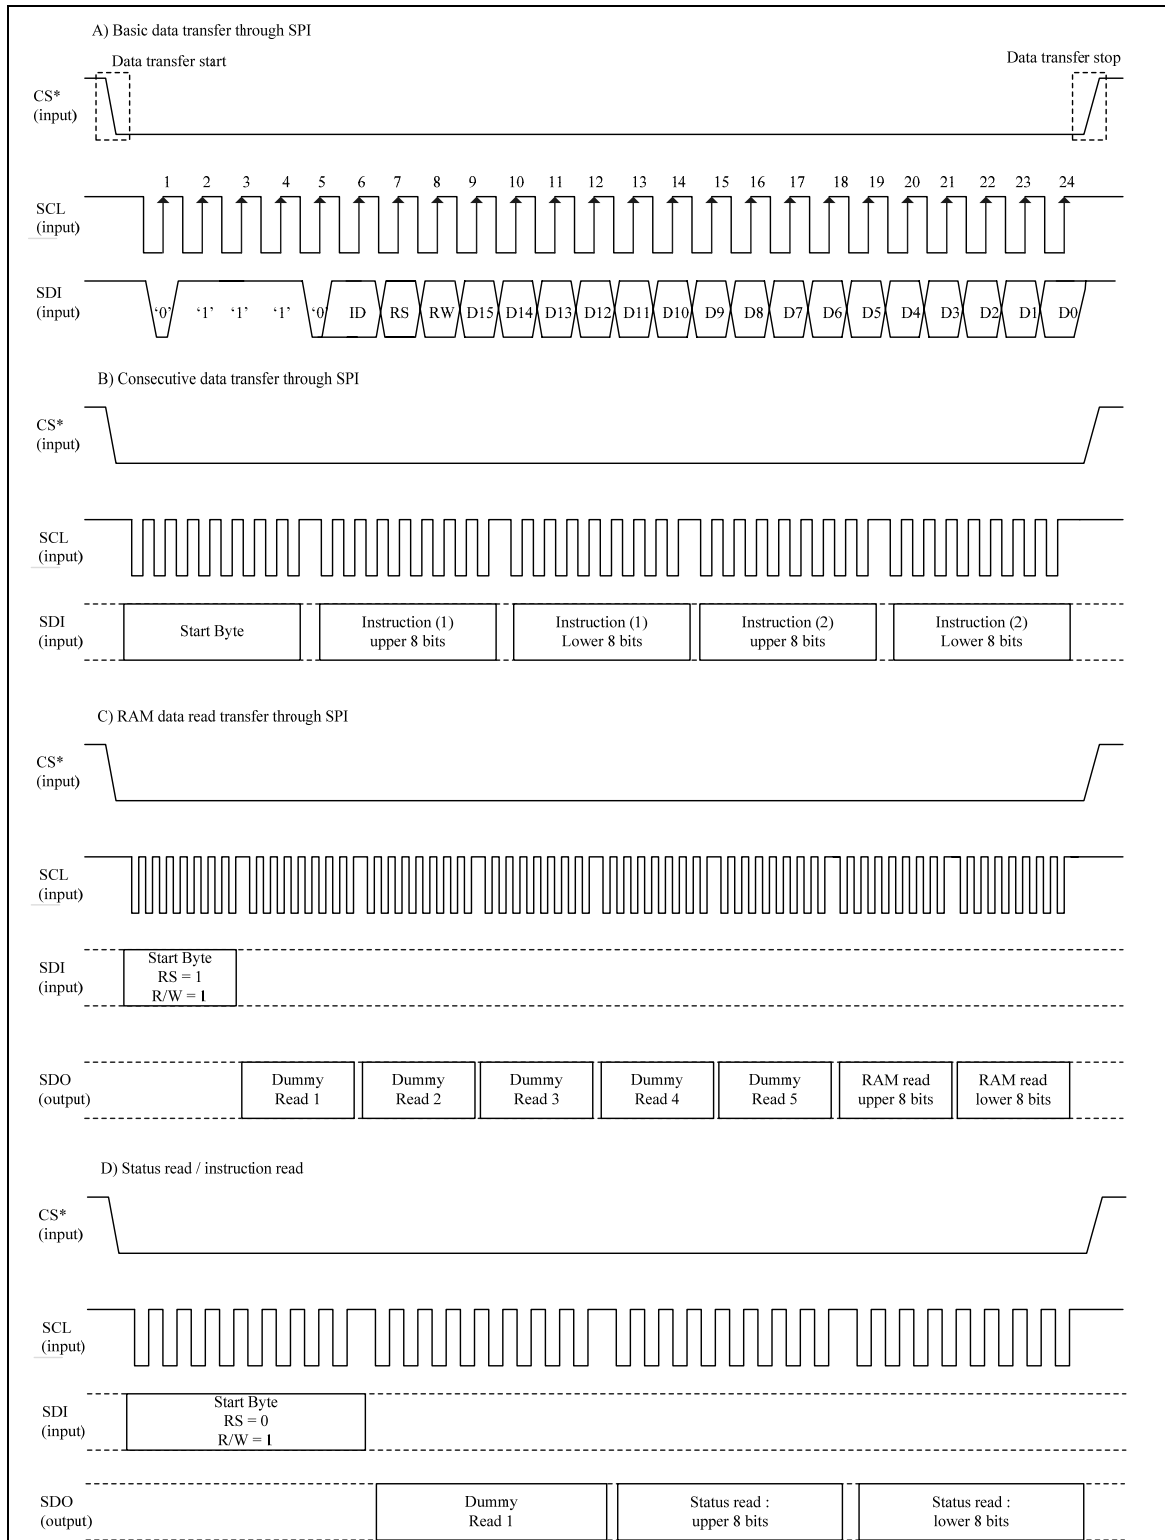 A) Basic data transfer through SPI
Data transfer start
Data transfer stop
CS*
(input)
1 2 3 4 5 6 7 8 9 10 11 12 13 14 15 16 17 18 19 20 21 22 23 24
SCL
(input)
SDI
(input)
‘0’ ‘1’ ‘1’ ‘1’ ‘0’ ID RS RW D15 D14 D13 D12 D11 D10 D9 D8 D7 D6 D5 D4 D3 D2 D1 D0
B) Consecutive data transfer through SPI
CS*
(input)
SCL
(input)
SDI
(input)
Start Byte
Instruction (1)
upper 8 bits
Instruction (1)
Lower 8 bits
Instruction (2)
upper 8 bits
Instruction (2)
Lower 8 bits
C) RAM data read transfer through SPI
CS*
(input)
SCL
(input)
SDI
(input)
Start Byte
RS = 1
R/W = 1
SDO
(output)
Dummy
Read 1
Dummy
Read 2
Dummy
Read 3
Dummy
Read 4
Dummy
Read 5
RAM read
upper 8 bits
RAM read
lower 8 bits
D) Status read / instruction read
CS*
(input)
SCL
(input)
SDI
(input)
Start Byte
RS = 0
R/W = 1
SDO
(output)
Dummy
Read 1
Status read :
upper 8 bits
Status read :
lower 8 bits